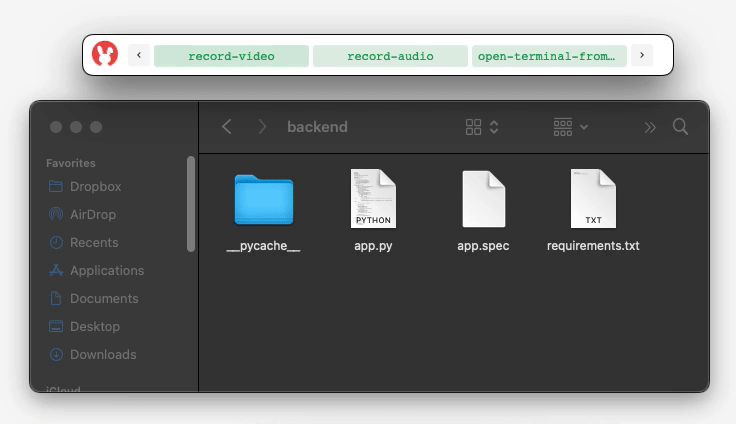 record-video
record-audio
open-terminal-from…
backend
Favorites
Dropbox
AirDrop
Recents
Applications
Documents
Desktop
Downloads
iCloud
PYTHON
TXT
__pycache__
app.py
app.spec
requirements.txt